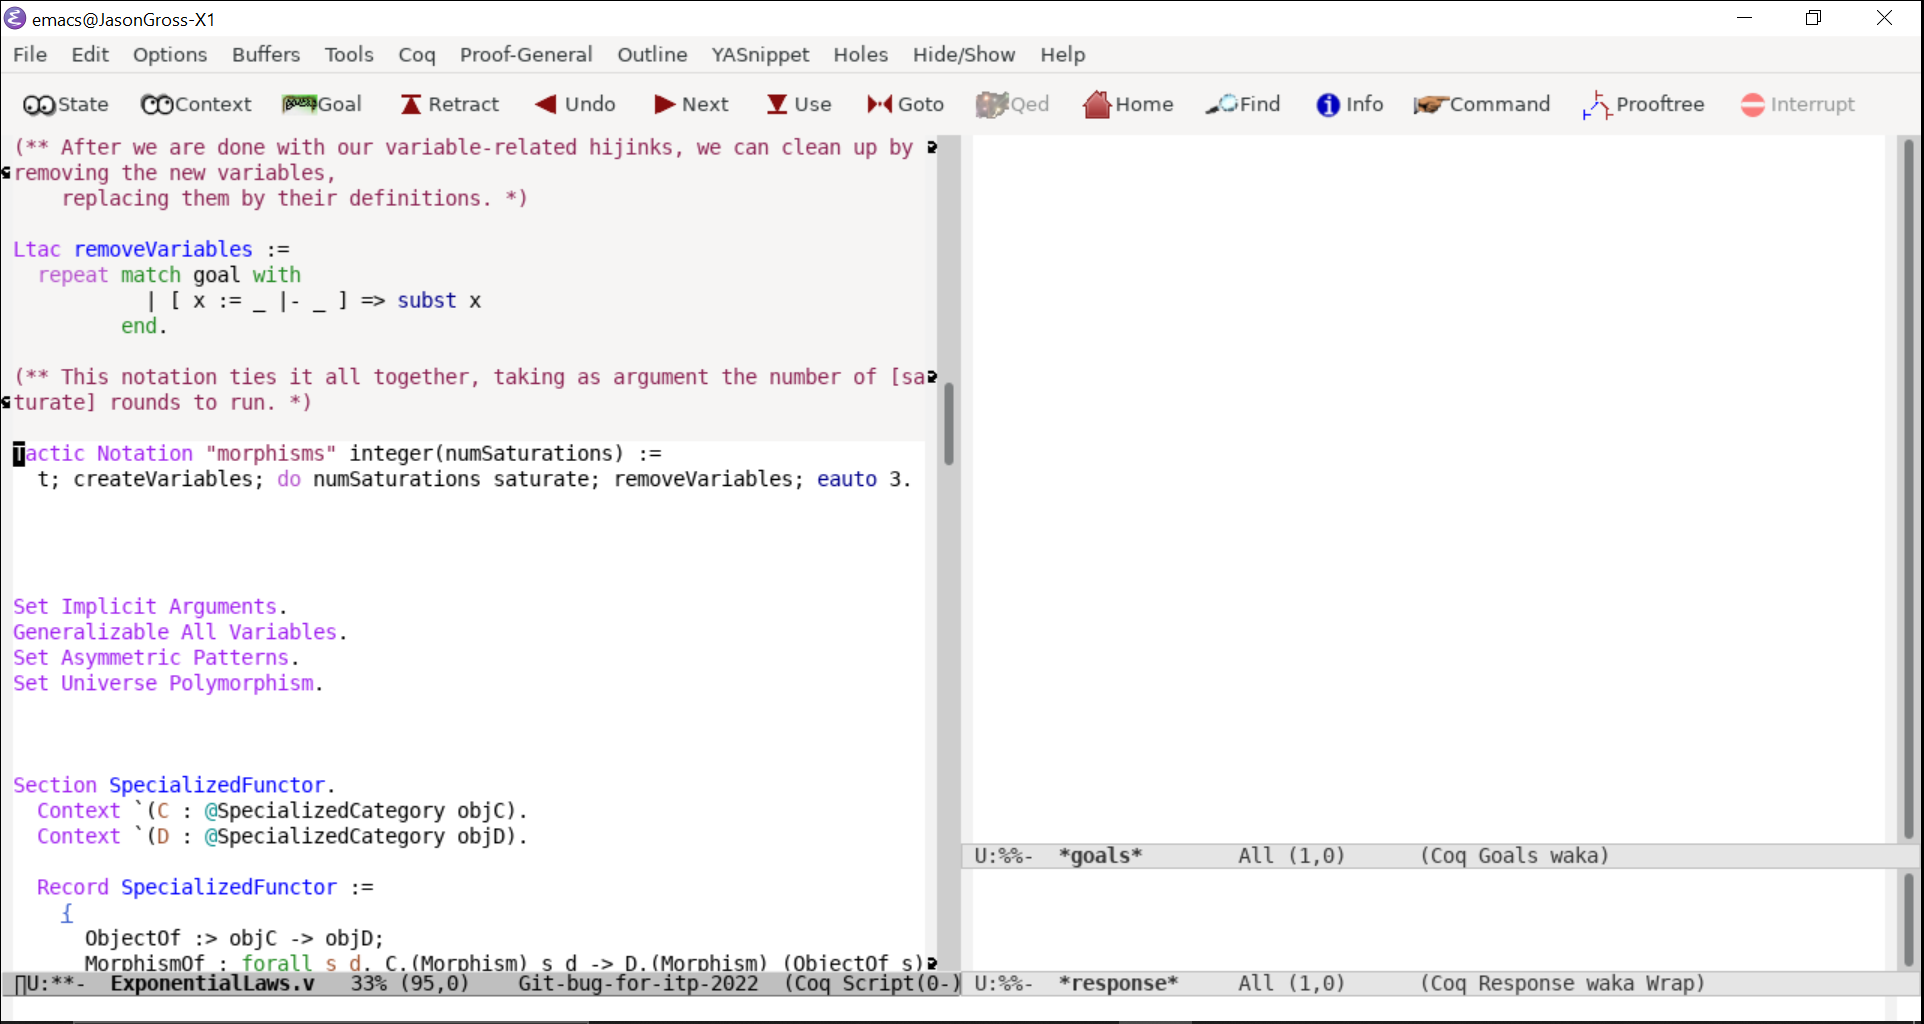 emacs@JasonGross-X1
File Edit Options Buffers Tools Coq Proof-General Outline YASnippet Holes Hide/Show Help
State Context Goal Retract Undo Next Use Goto Qed Home Find Info Command Prooftree Interrupt
(** After we are done with our variable-related hijinks, we can clean up by
removing the new variables,
    replacing them by their definitions. *)
Ltac removeVariables :=
  repeat match goal with
           | [ x := _ |- _ ] => subst x
         end.
(** This notation ties it all together, taking as argument the number of [sa
turate] rounds to run. *)
Tactic Notation "morphisms" integer(numSaturations) :=
  t; createVariables; do numSaturations saturate; removeVariables; eauto 3.
Set Implicit Arguments.
Generalizable All Variables.
Set Asymmetric Patterns.
Set Universe Polymorphism.
Section SpecializedFunctor.
  Context `(C : @SpecializedCategory objC).
  Context `(D : @SpecializedCategory objD).
  Record SpecializedFunctor :=
    {
      ObjectOf :> objC -> objD;
      MorphismOf : forall s d, C.(Morphism) s d -> D.(Morphism) (ObjectOf s)
U:**-  ExponentialLaws.v   33% (95,0)    Git-bug-for-itp-2022  (Coq Script(0-)
U:%%-  *goals*        All (1,0)      (Coq Goals waka)
U:%%-  *response*     All (1,0)      (Coq Response waka Wrap)